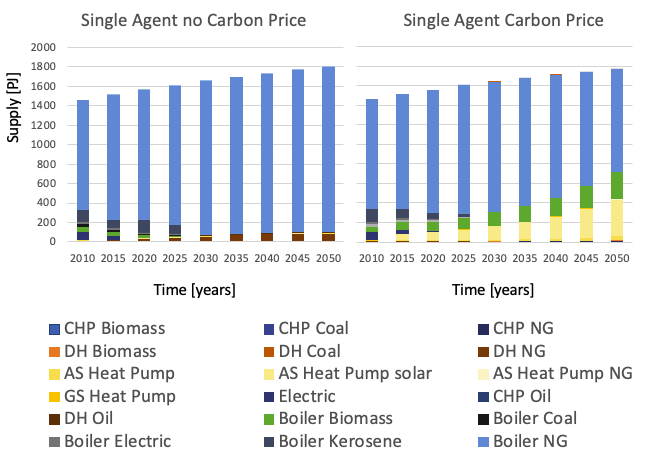 Single Agent no Carbon Price
Single Agent Carbon Price
Supply [PJ]
2000
1800
1600
1400
1200
1000
800
600
400
200
0
2010 2015 2020 2025 2030 2035 2040 2045 2050
2010 2015 2020 2025 2030 2035 2040 2045 2050
Time [years]
Time [years]
CHP Biomass CHP Coal CHP NG
DH Biomass DH Coal DH NG
AS Heat Pump AS Heat Pump solar AS Heat Pump NG
GS Heat Pump Electric CHP Oil
DH Oil Boiler Biomass Boiler Coal
Boiler Electric Boiler Kerosene Boiler NG